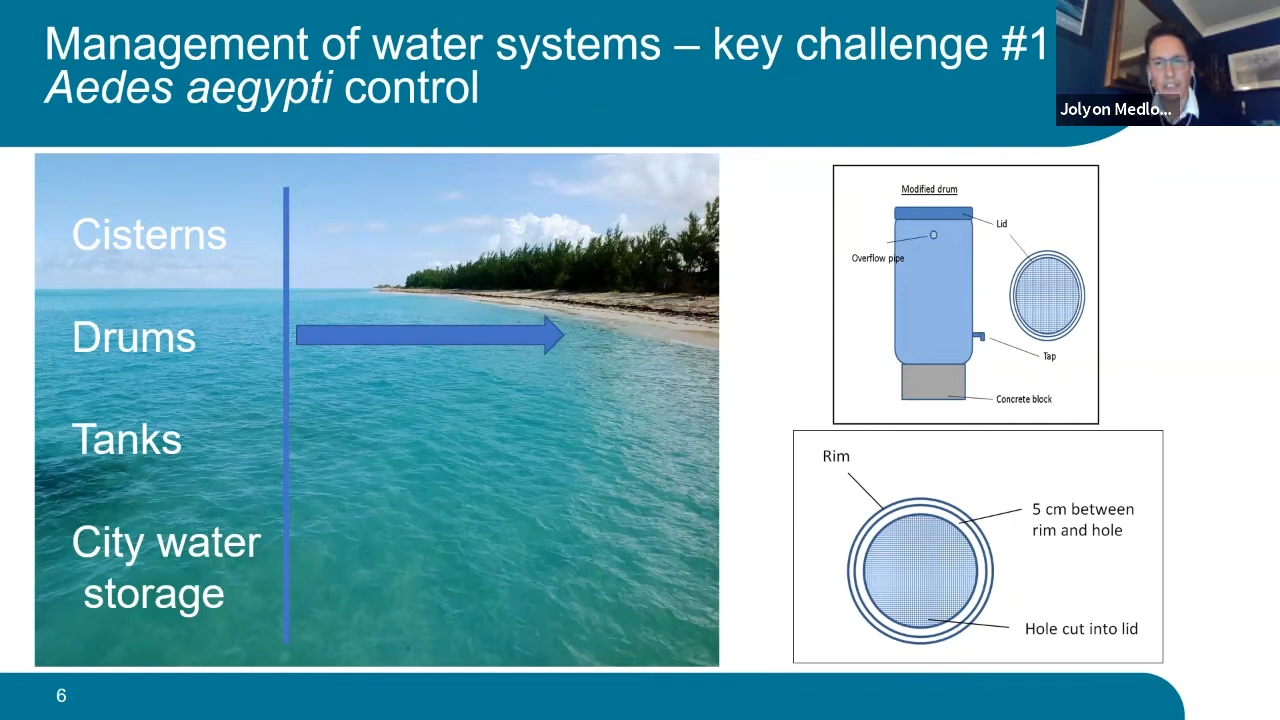 Management of water systems – key challenge #1
Aedes aegypti control
Jolyon Medlo...
Cisterns
Drums
Tanks
City water
storage
Modified drum
Lid
Overflow pipe
Tap
Concrete block
Rim
5 cm between
rim and hole
Hole cut into lid
6